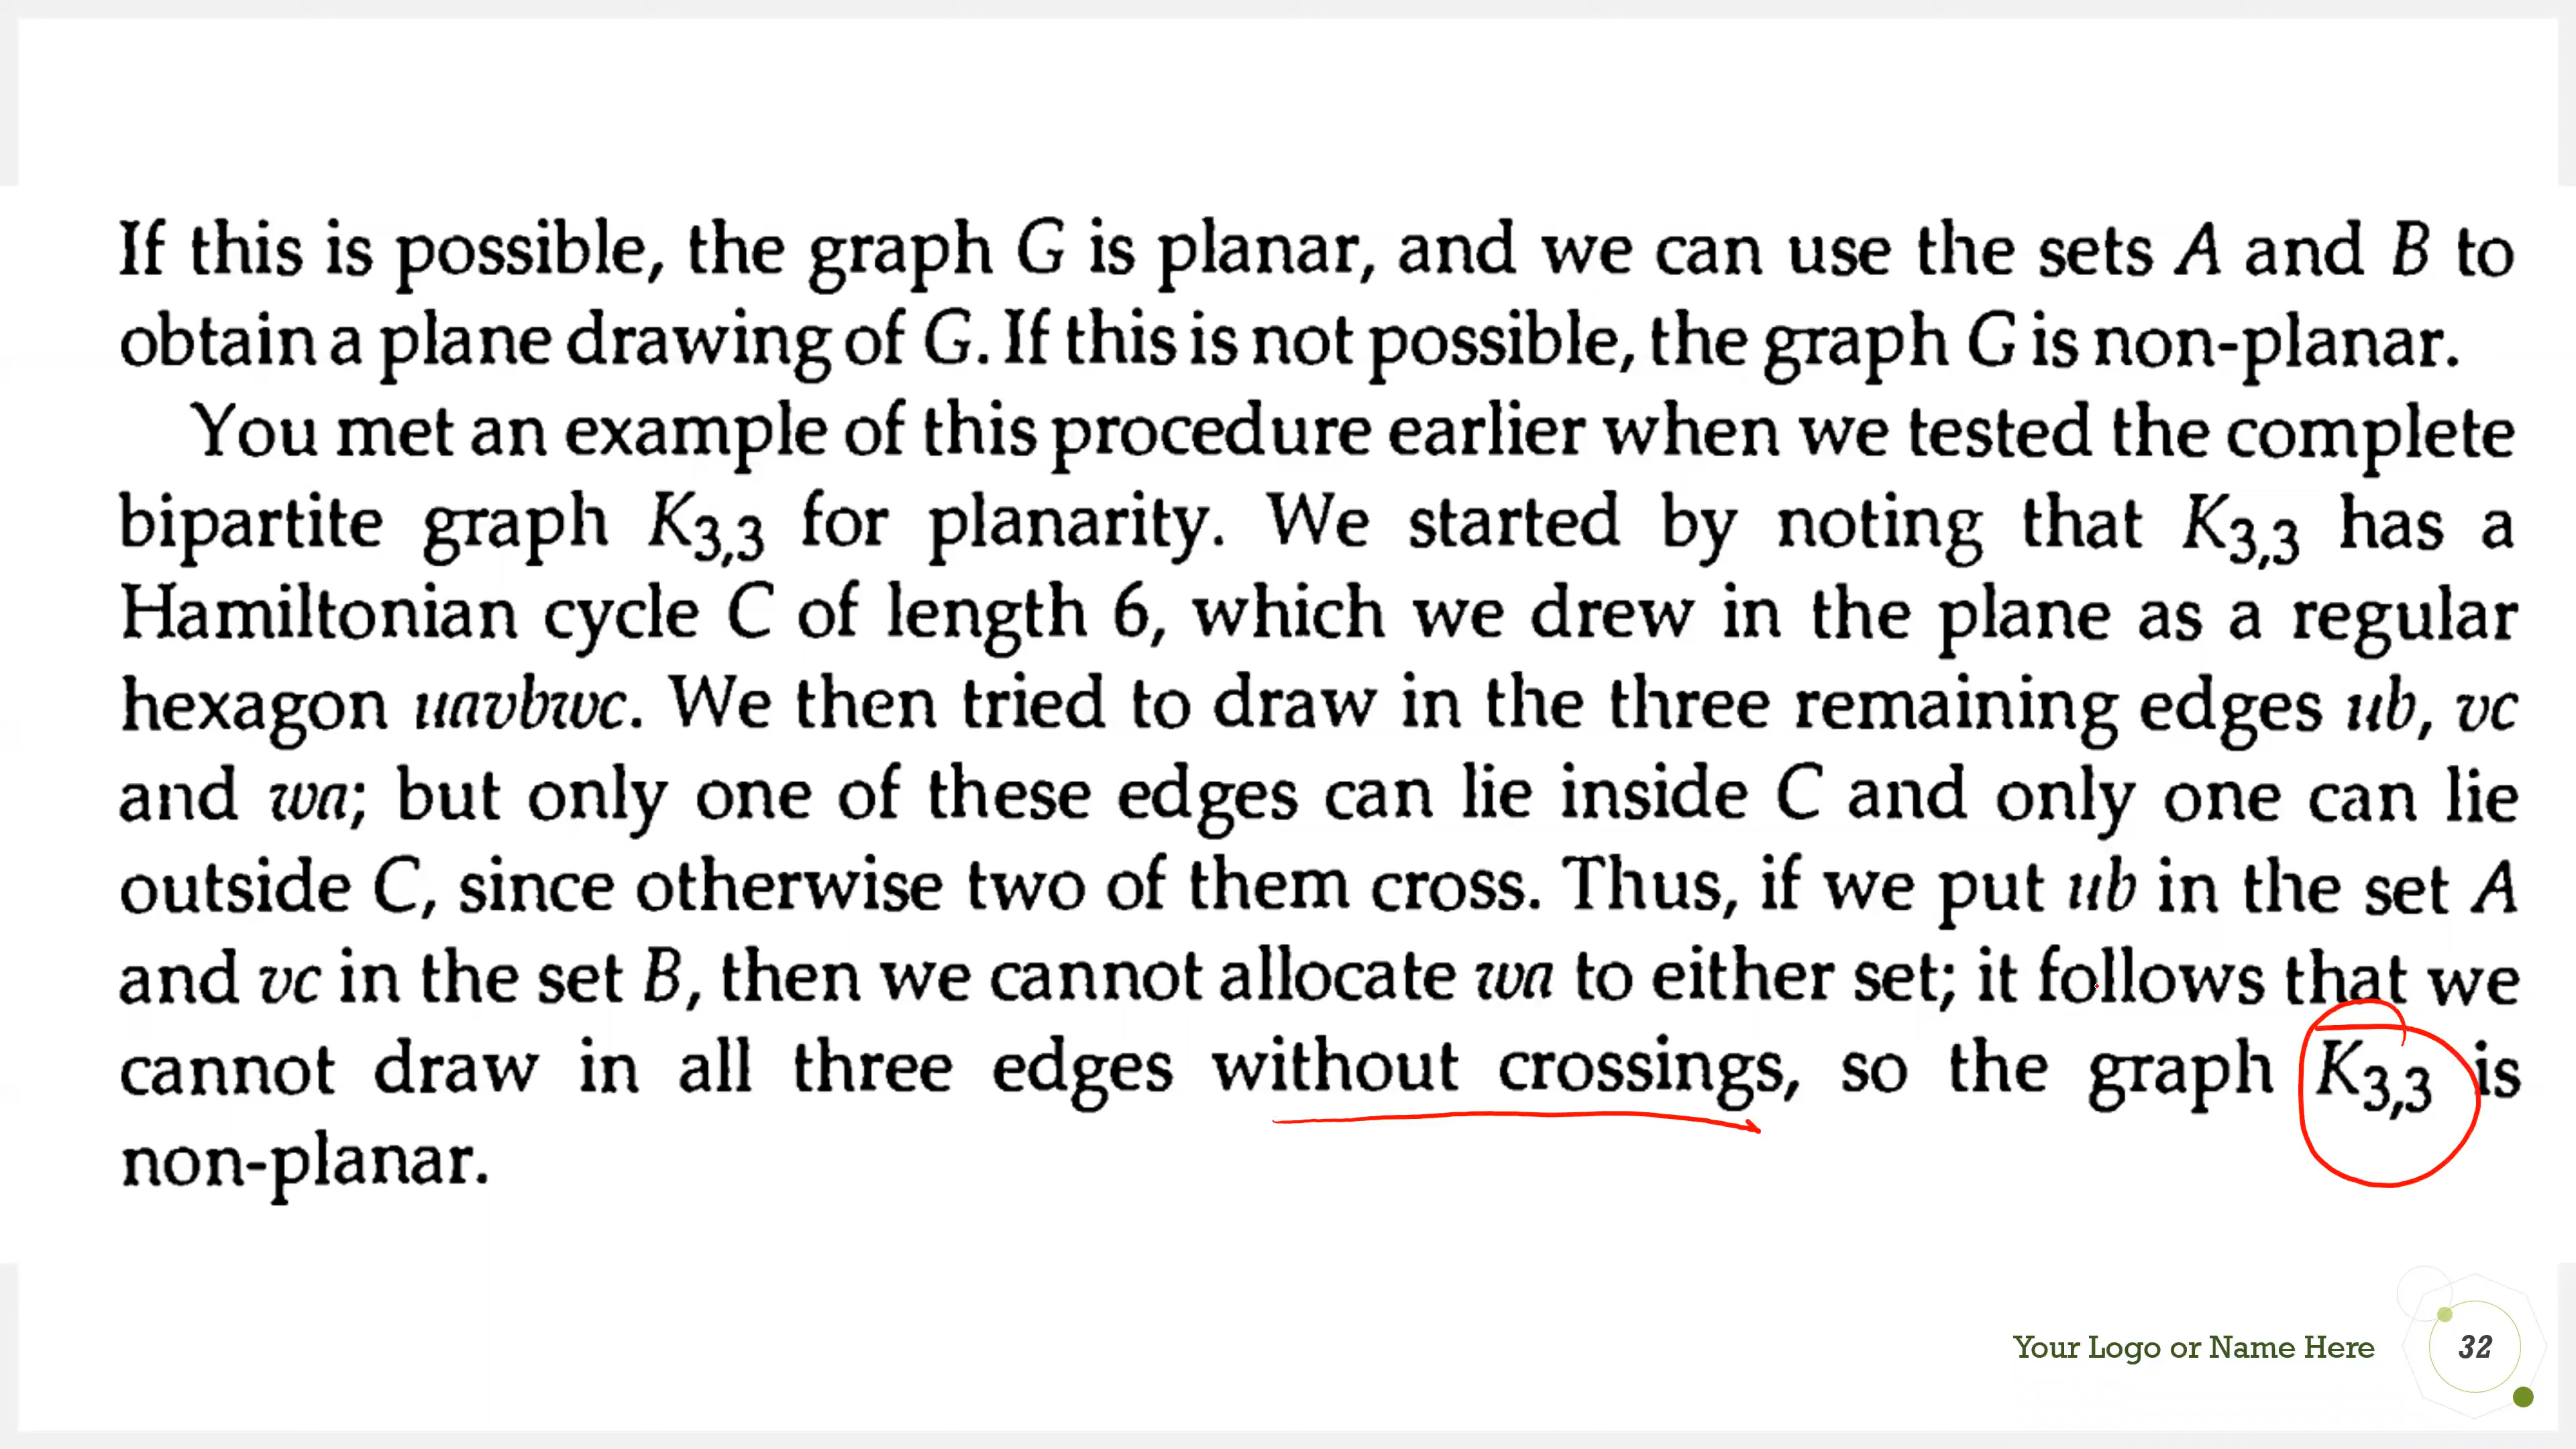 If this is possible, the graph G is planar, and we can use the sets A and B to
obtain a plane drawing of G. If this is not possible, the graph G is non-planar.
You met an example of this procedure earlier when we tested the complete
bipartite graph K3,3 for planarity. We started by noting that K3,3 has a
Hamiltonian cycle C of length 6, which we drew in the plane as a regular
hexagon uavbwc. We then tried to draw in the three remaining edges ub, vc
and wa; but only one of these edges can lie inside C and only one can lie
outside C, since otherwise two of them cross. Thus, if we put ub in the set A
and vc in the set B, then we cannot allocate wa to either set; it follows that we
cannot draw in all three edges without crossings, so the graph K3,3 is
non-planar.
Your Logo or Name Here
32